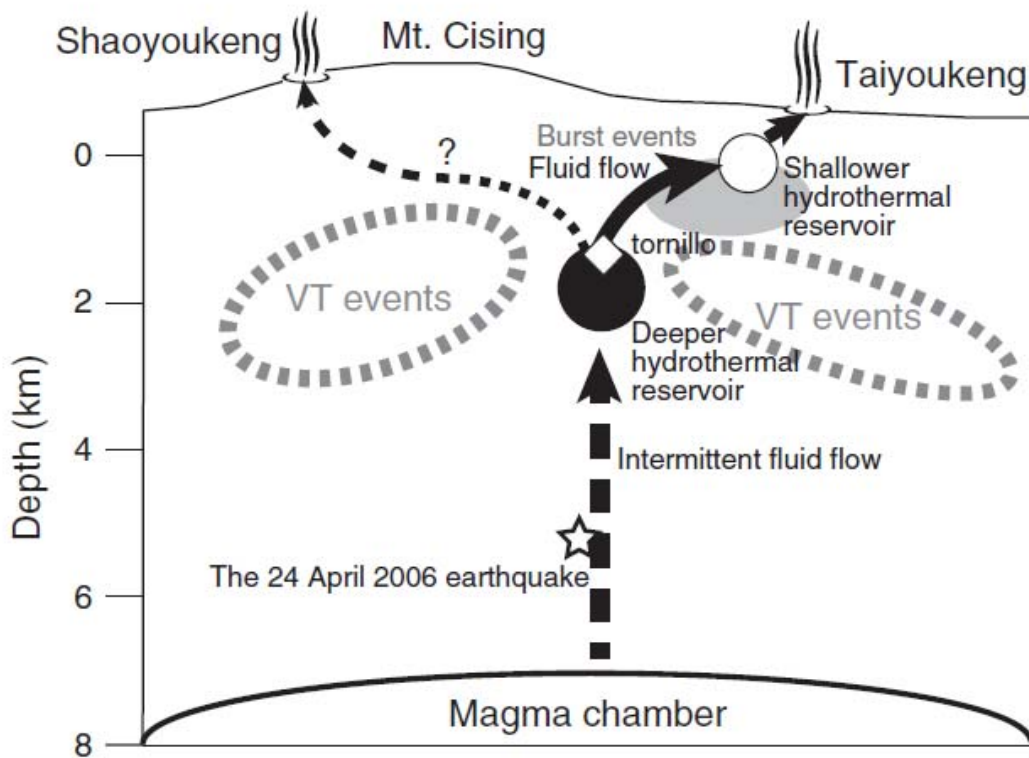 Shaoyoukeng
Mt. Cising
Taiyoukeng
0
?
Burst events
Fluid flow
Shallower
hydrothermal
reservoir
tornillo
VT events
2
VT events
Deeper
hydrothermal
reservoir
Depth (km)
4
Intermittent fluid flow
The 24 April 2006 earthquake
6
Magma chamber
8